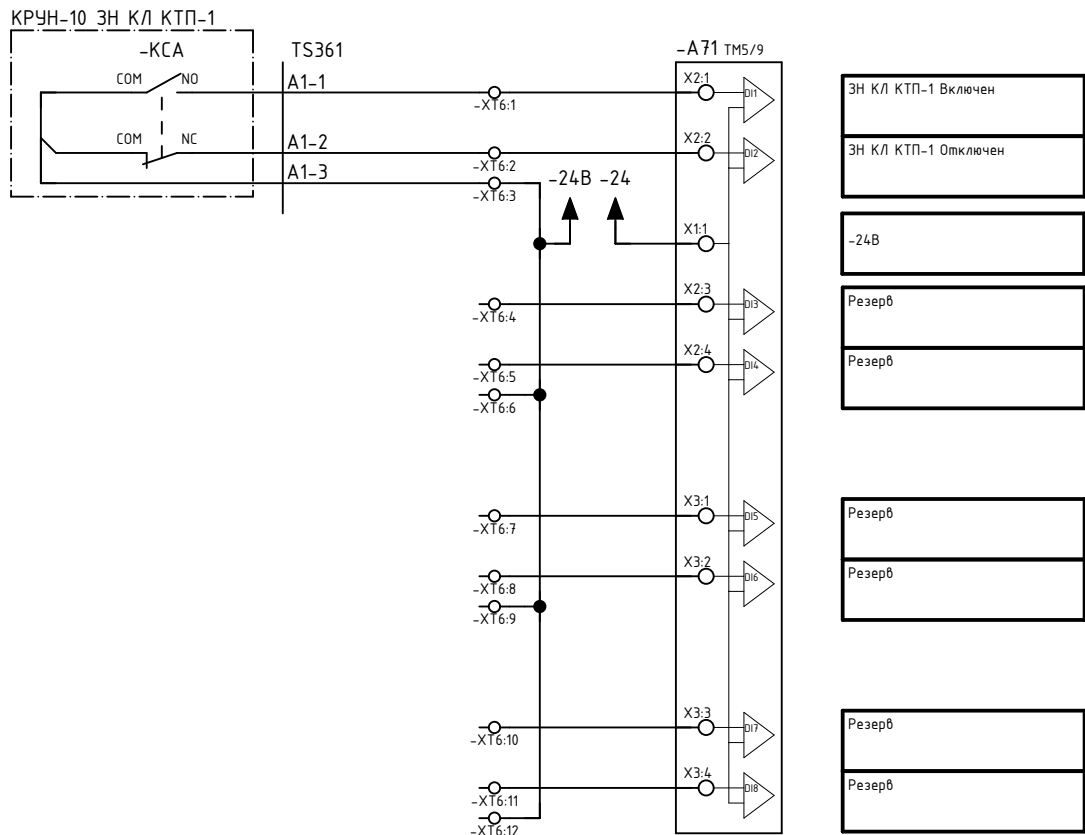 КРУН-10 ЗН КЛ КТП-1
-КСА
TS361
-A71 TM5/9
COM NO
A1-1
-XT6:1
X2:1
DI1
ЗН КЛ КТП-1 Включен
COM NC
A1-2
-XT6:2
X2:2
DI2
ЗН КЛ КТП-1 Отключен
A1-3
-XT6:3
-24В -24
X1:1
-24В
-XT6:4
X2:3
DI3
Резерв
-XT6:5
X2:4
DI4
Резерв
-XT6:6
-XT6:7
X3:1
DI5
Резерв
-XT6:8
X3:2
DI6
Резерв
-XT6:9
-XT6:10
X3:3
DI7
Резерв
-XT6:11
X3:4
DI8
Резерв
-XT6:12